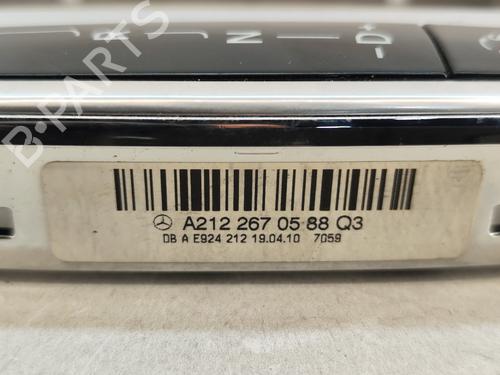 R N -D+
B-PARTS
A212 267 05 88 Q3
DB A E924 212 19.04.10 7059